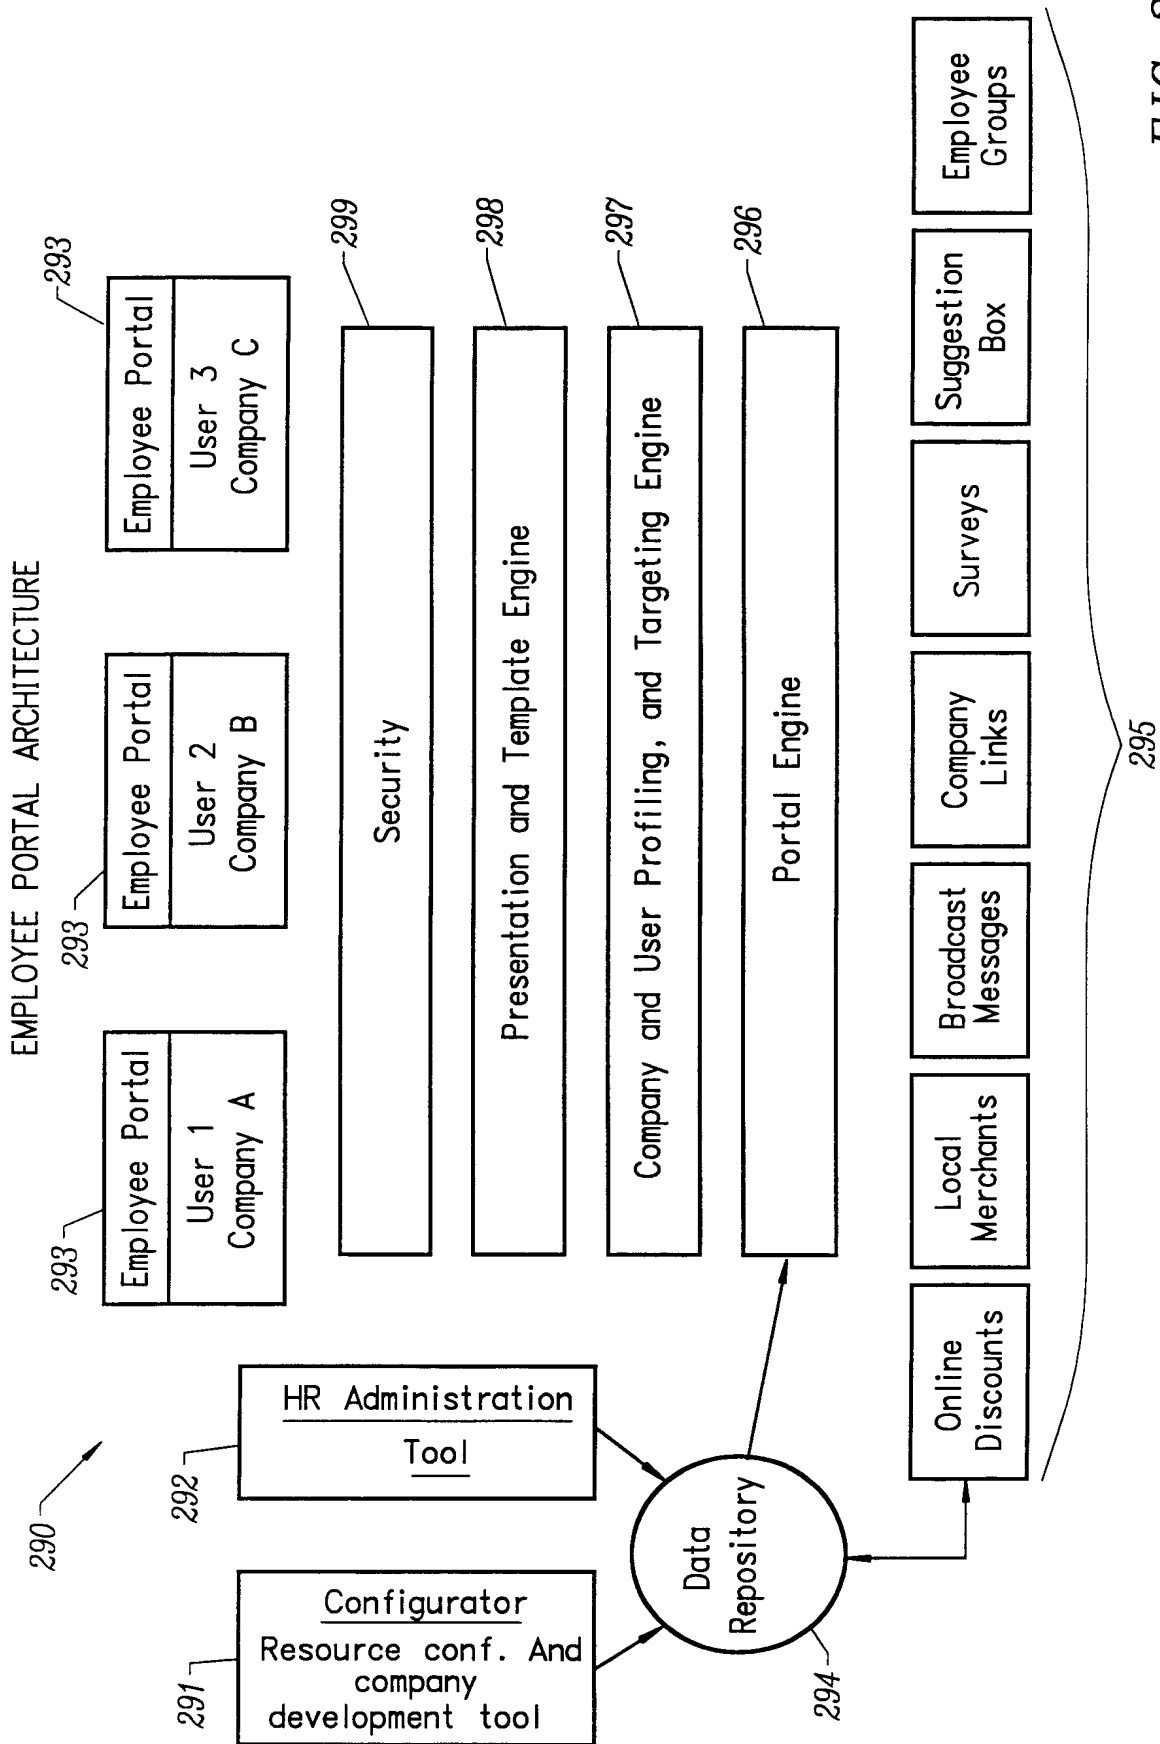 EMPLOYEE PORTAL ARCHITECTURE
290
293
293
293
Employee Portal
User 1
Company A
Employee Portal
User 2
Company B
Employee Portal
User 3
Company C
291
Configurator
Resource conf. And
company
development tool
292
HR Administration
Tool
299
Security
298
Presentation and Template Engine
297
Company and User Profiling, and Targeting Engine
296
Portal Engine
Data
Repository
294
Online
Discounts
Local
Merchants
Broadcast
Messages
Company
Links
Surveys
Suggestion
Box
Employee
Groups
295
FIG.